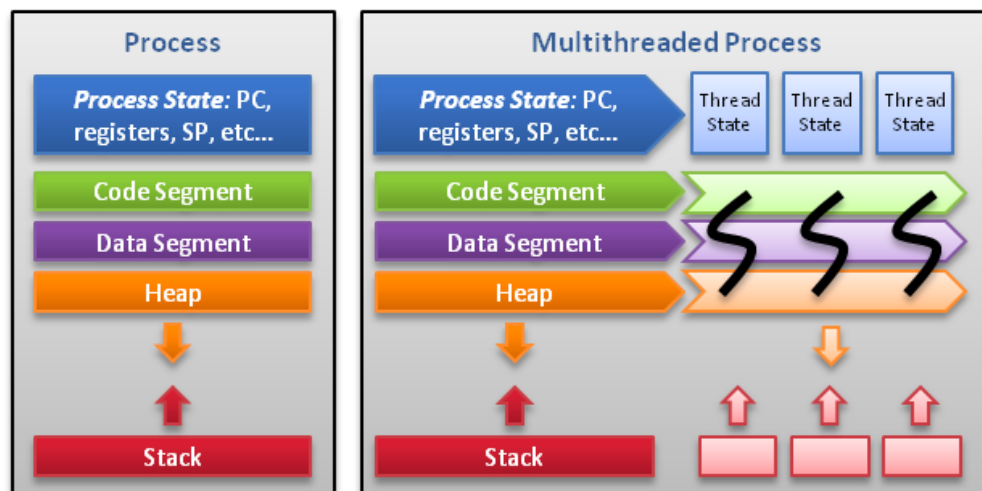 Process
Process State: PC,
registers, SP, etc...
Code Segment
Data Segment
Heap
Stack
Multithreaded Process
Process State: PC,
registers, SP, etc...
Thread
State
Thread
State
Thread
State
Code Segment
Data Segment
Heap
Stack